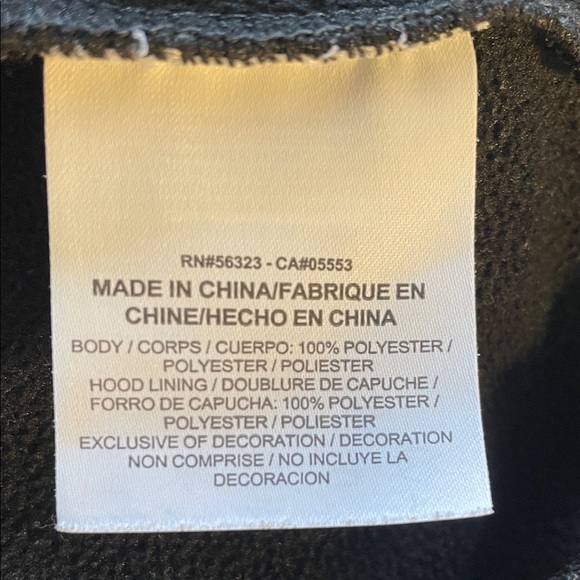 RN#56323 - CA#05553
MADE IN CHINA/FABRIQUE EN
CHINE/HECHO EN CHINA
BODY / CORPS / CUERPO: 100% POLYESTER /
POLYESTER / POLIESTER
HOOD LINING / DOUBLURE DE CAPUCHE /
FORRO DE CAPUCHA: 100% POLYESTER /
POLYESTER / POLIESTER
EXCLUSIVE OF DECORATION / DECORATION
NON COMPRISE / NO INCLUYE LA
DECORACION